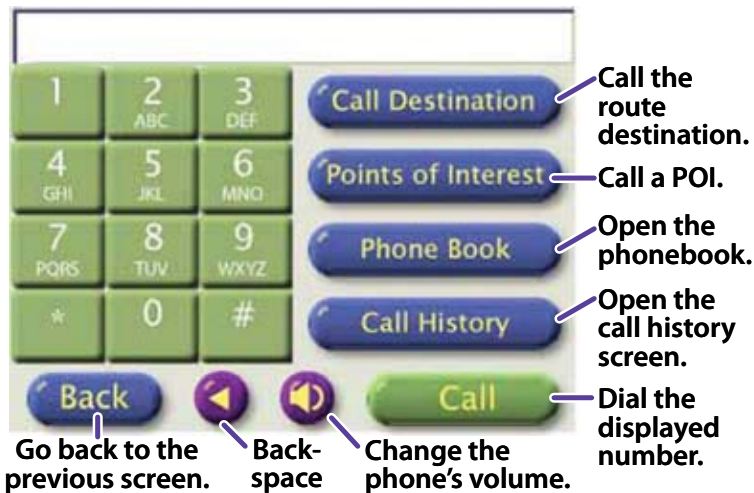 1 2 3
ABC DEF
4 5 6
GHI JKL MNO
7 8 9
PQRS TUV WXYZ
* 0 #
Call Destination
Points of Interest
Phone Book
Call History
Back
Call
Call the
route
destination.
Call a POI.
Open the
phonebook.
Open the
call history
screen.
Dial the
displayed
number.
Go back to the
previous screen.
Back-
space
Change the
phone's volume.